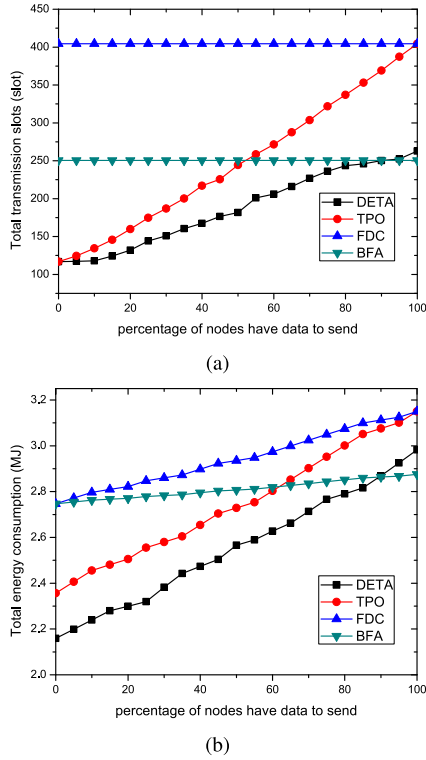 (a)
Total transmission slots (slot)
450
400
350
300
250
200
150
100
DETA
TPO
FDC
BFA
0 20 40 60 80 100
percentage of nodes have data to send
(a)
Total energy consumption (MJ)
3,2
3,0
2,8
2,6
2,4
2,2
2,0
DETA
TPO
FDC
BFA
0 20 40 60 80 100
percentage of nodes have data to send
(b)